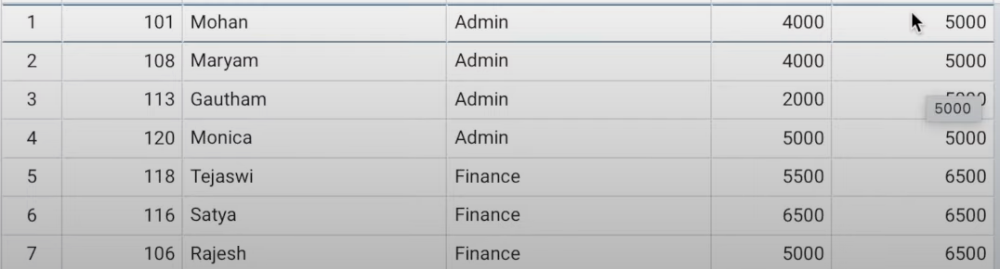 1 101 Mohan Admin 4000 5000
2 108 Maryam Admin 4000 5000
3 113 Gautham Admin 2000
5000
4 120 Monica Admin 5000 5000
5 118 Tejaswi Finance 5500 6500
6 116 Satya Finance 6500 6500
7 106 Rajesh Finance 5000 6500